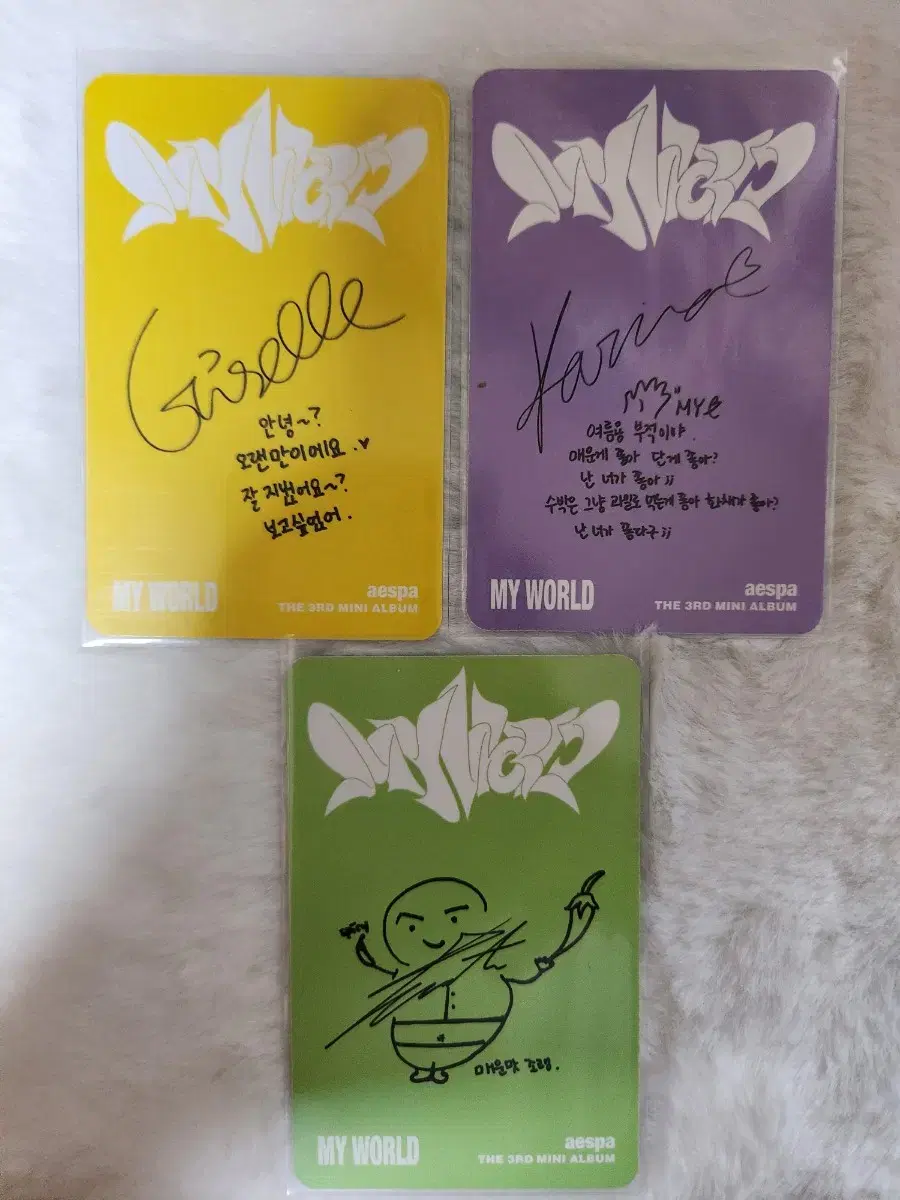 MY WORLD
Giselle
안녕~?
오랜만이에요.♥
잘 지냈어요~?
보고싶었어.
MY WORLD
aespa
THE 3RD MINI ALBUM
MY WORLD
Karina
MY
여름용 부적이야.
매운게 좋아 단게 좋아?
난 너가 좋아;;
수박은 그냥 과일로 먹는게 좋아 화채가 좋아?
난 너가 좋다구;;
MY WORLD
aespa
THE 3RD MINI ALBUM
MY WORLD
매운맛 조랭.
MY WORLD
aespa
THE 3RD MINI ALBUM